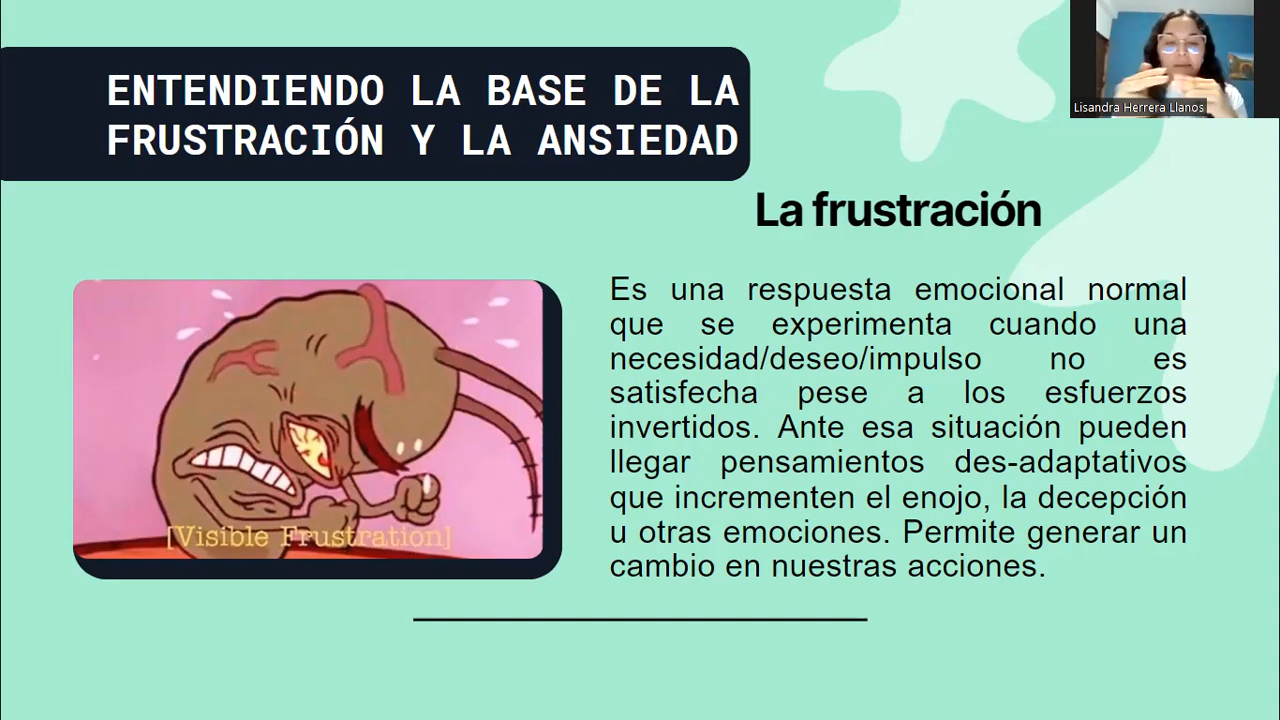 ENTENDIENDO LA BASE DE LA
FRUSTRACIÓN Y LA ANSIEDAD
Lisandra Herrera Llanos
La frustración
Es una respuesta emocional normal
que se experimenta cuando una
necesidad/deseo/impulso no es
satisfecha pese a los esfuerzos
invertidos. Ante esa situación pueden
llegar pensamientos des-adaptativos
que incrementen el enojo, la decepción
u otras emociones. Permite generar un
cambio en nuestras acciones.
[Visible Frustration]